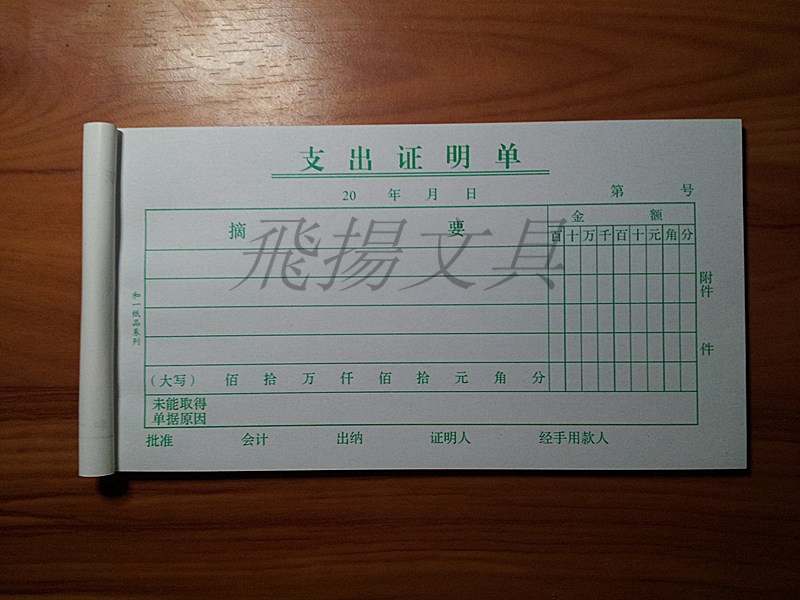 支出证明单
20 年 月 日
第 号
摘要
金额
百十万千百十元角分
飛揚文具
附件 件
和一纸品系列
(大写) 佰 拾 万 仟 佰 拾 元 角 分
未能取得
单据原因
批准 会计 出纳 证明人 经手用款人